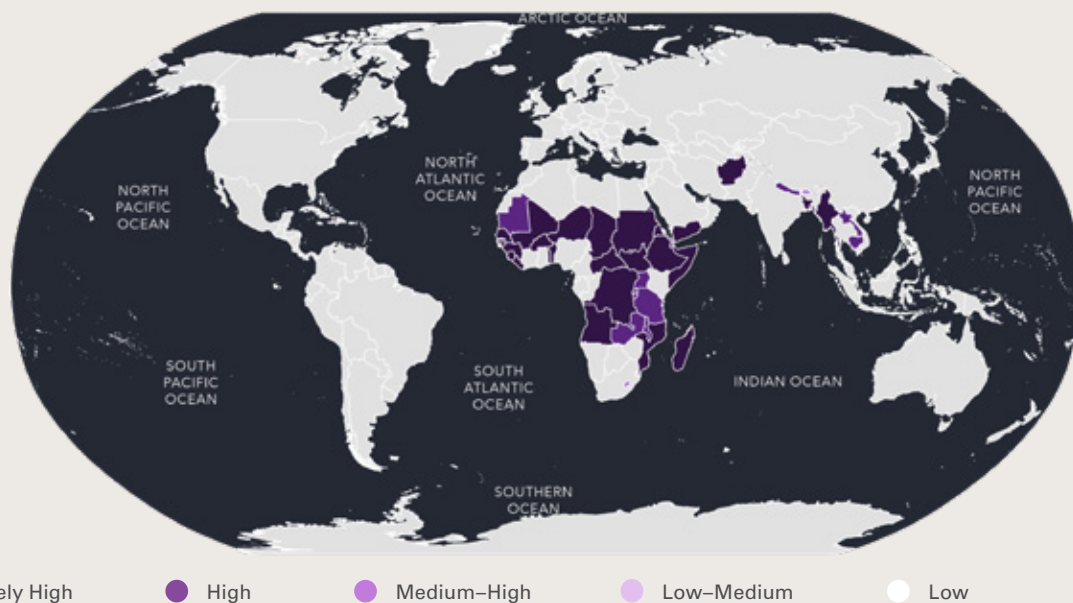 ARCTIC OCEAN
NORTH
ATLANTIC
OCEAN
NORTH
PACIFIC
OCEAN
NORTH
PACIFIC
OCEAN
SOUTH
PACIFIC
OCEAN
SOUTH
ATLANTIC
OCEAN
INDIAN OCEAN
SOUTHERN
OCEAN
High
High
Medium–High
Low–Medium
Low